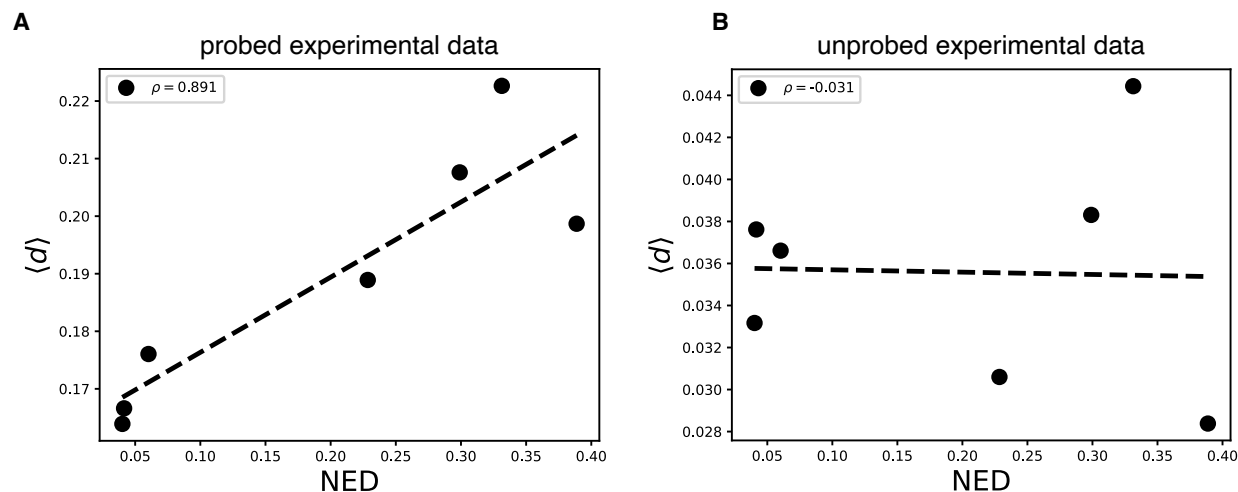 A
probed experimental data
ρ = 0.891
0.22
0.21
0.20
0.19
0.18
0.17
⟨d⟩
0.05 0.10 0.15 0.20 0.25 0.30 0.35 0.40
NED
B
unprobed experimental data
ρ = -0.031
0.044
0.042
0.040
0.038
0.036
0.034
0.032
0.030
0.028
⟨d⟩
0.05 0.10 0.15 0.20 0.25 0.30 0.35 0.40
NED